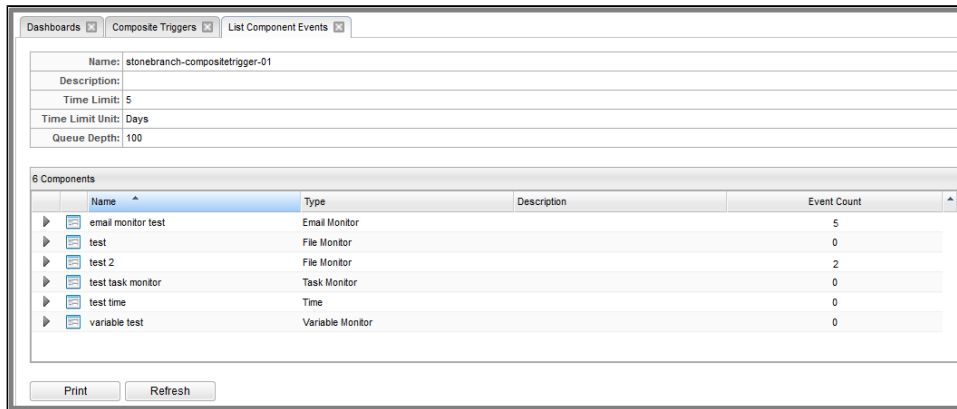 Dashboards Composite Triggers List Component Events
Name: stonebranch-compositetrigger-01
Description:
Time Limit: 5
Time Limit Unit: Days
Queue Depth: 100
6 Components
Name Type Description Event Count
email monitor test Email Monitor 5
test File Monitor 0
test 2 File Monitor 2
test task monitor Task Monitor 0
test time Time 0
variable test Variable Monitor 0
Print Refresh